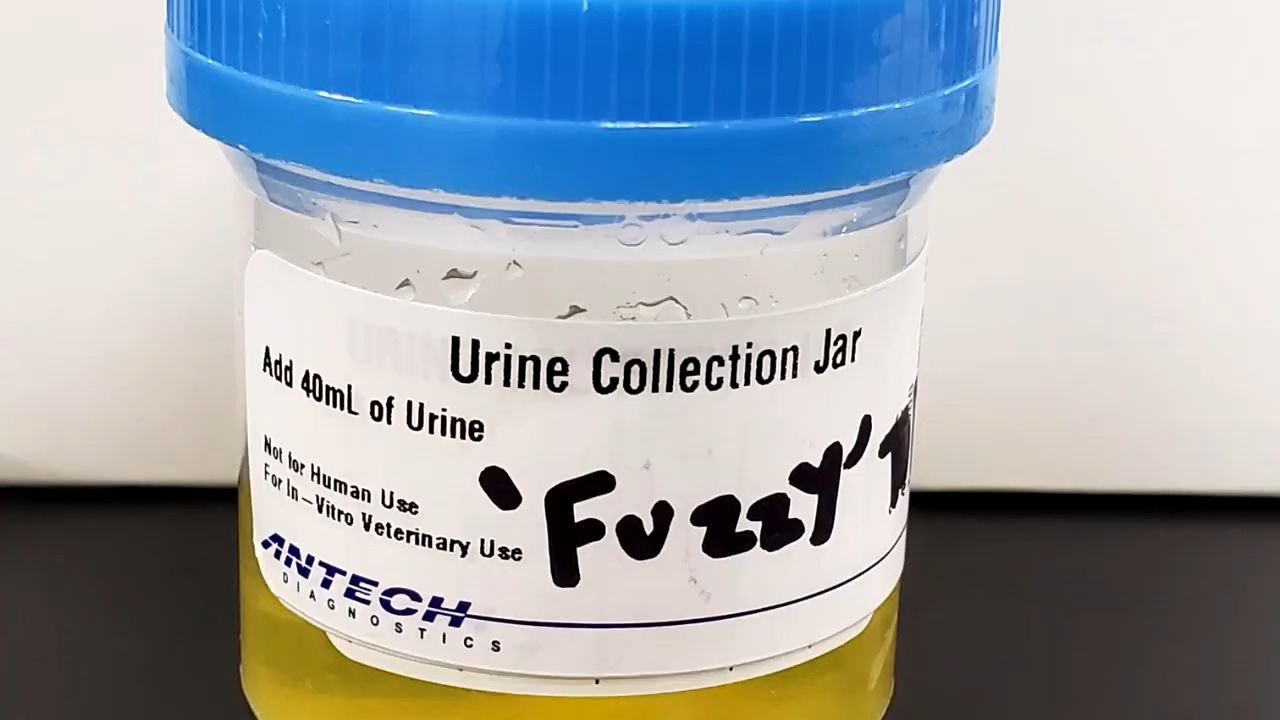 Urine Collection Jar
Add 40mL of Urine
Not for Human Use
For In-Vitro Veterinary Use
'Fuzzy'
ANTECH
DIAGNOSTICS